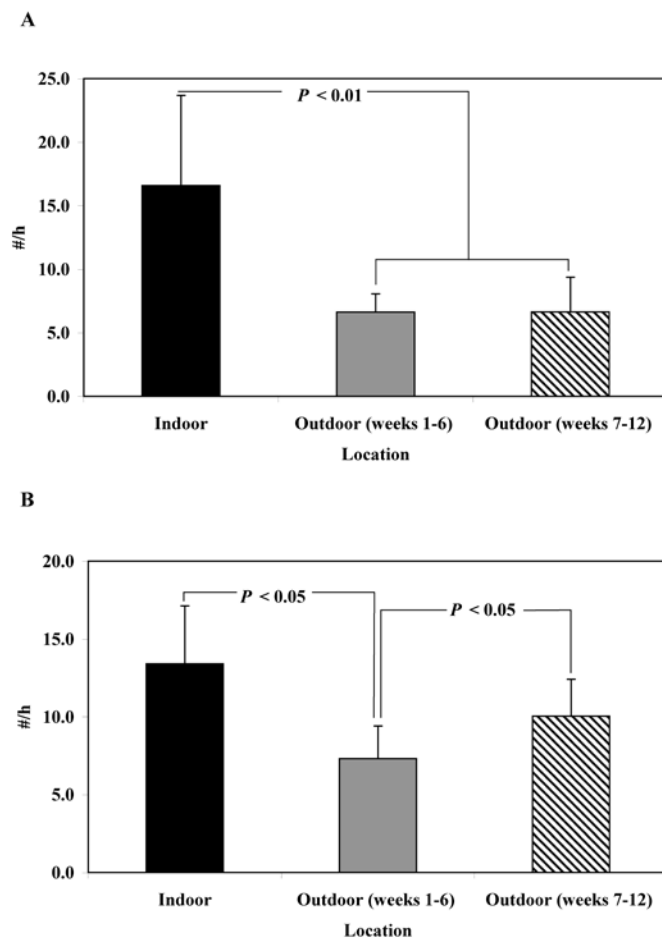 A
25.0
P < 0.01
20.0
15.0
#/h
10.0
5.0
0.0
Indoor Outdoor (weeks 1-6) Outdoor (weeks 7-12)
Location
B
20.0
P < 0.05
P < 0.05
15.0
#/h
10.0
5.0
0.0
Indoor Outdoor (weeks 1-6) Outdoor (weeks 7-12)
Location